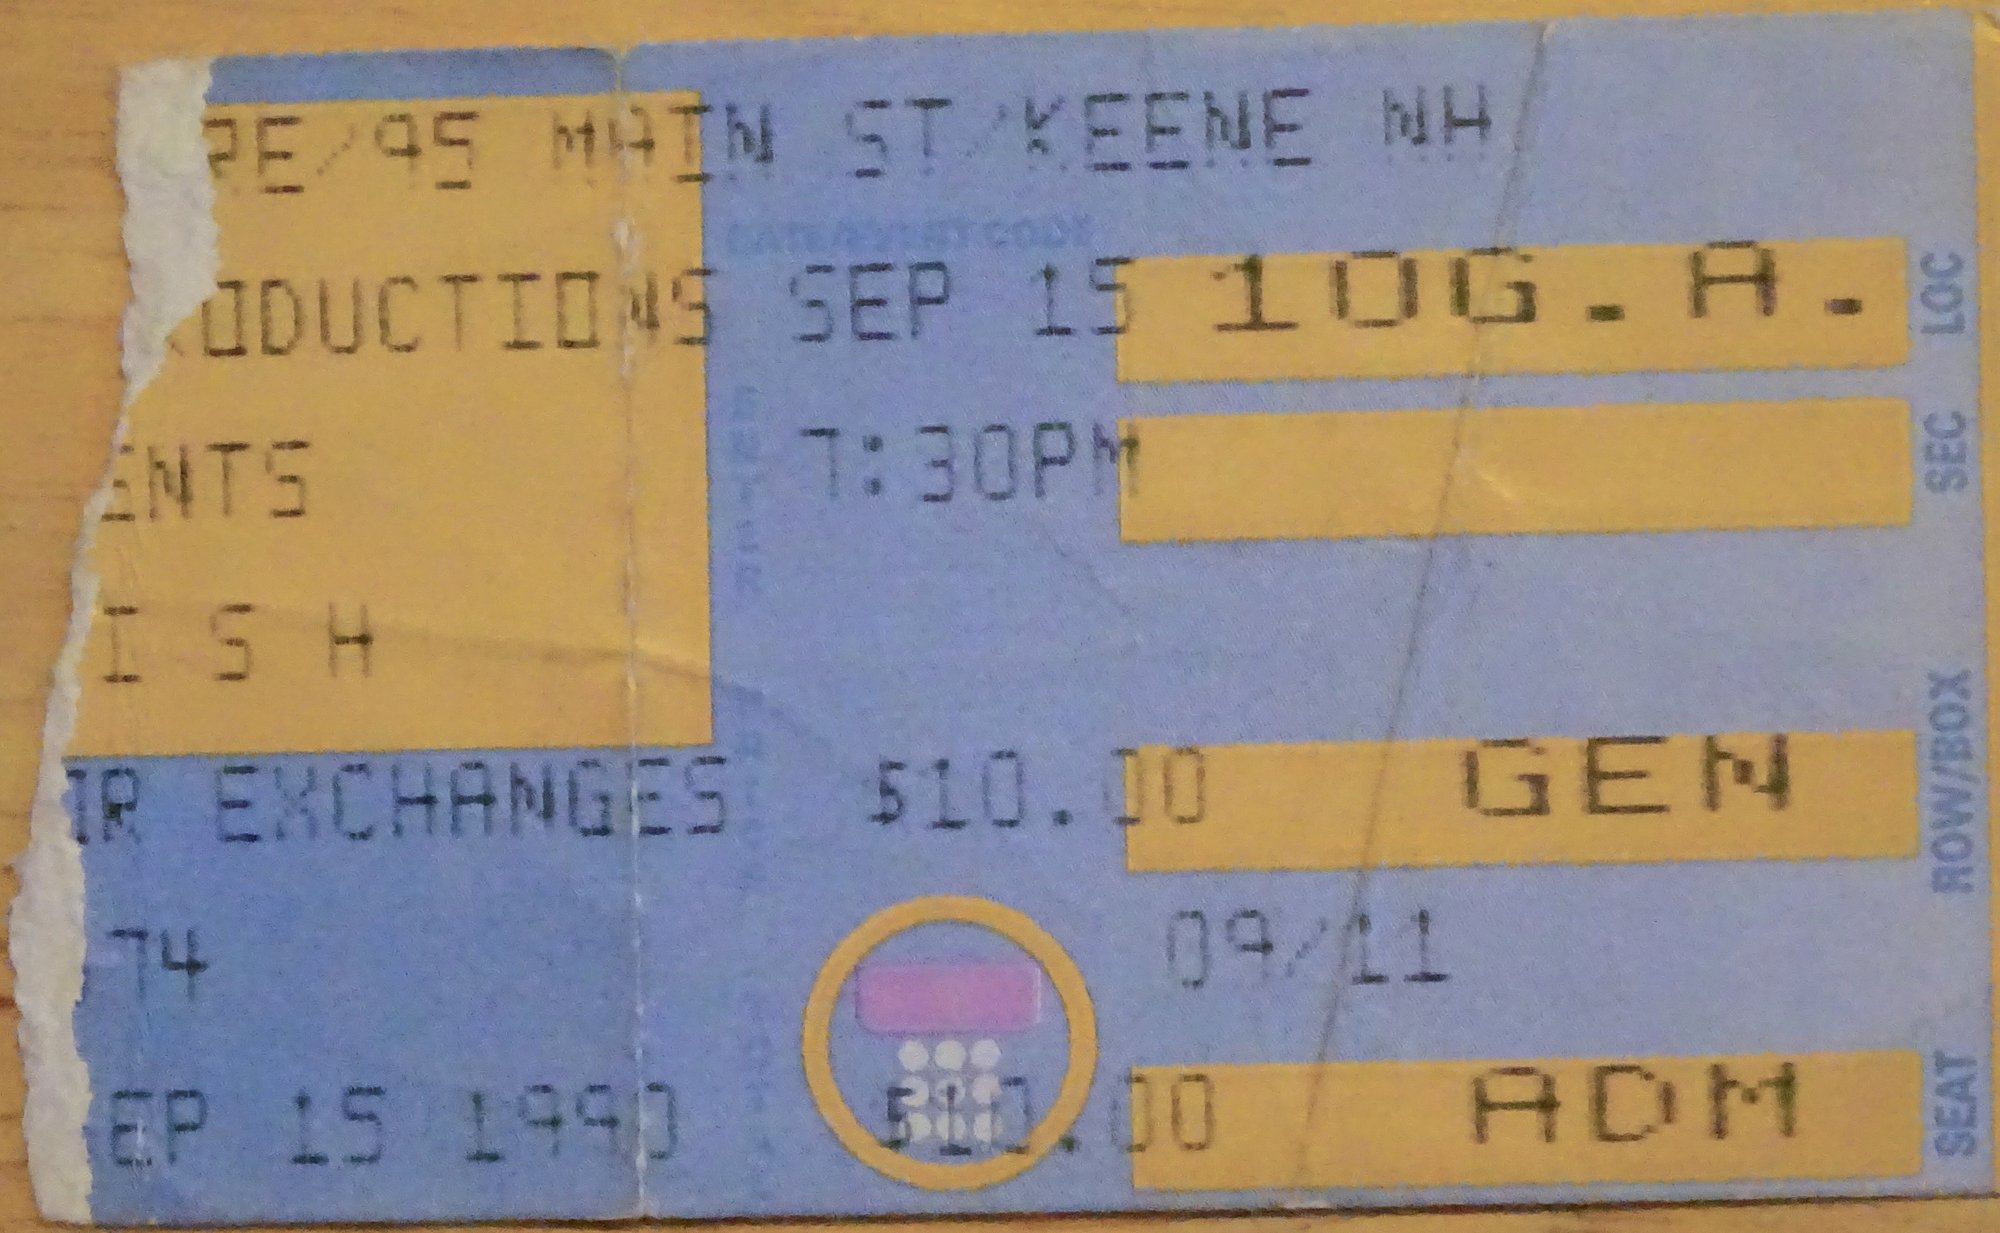 RE/95 MAIN ST/KEENE NH
RODUCTIONS SEP 15 10G.A. LOC
ENTS 7:30PM SEC
I S H
OR EXCHANGES $10.00 GEN ROW/BOX
74 09/11
EP 15 1990 $10.00 ADM SEAT